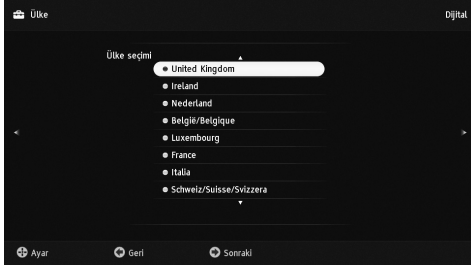 Ülke
Dijital
Ülke seçimi
United Kingdom
Ireland
Nederland
België/Belgique
Luxembourg
France
Italia
Schweiz/Suisse/Svizzera
Ayar
Geri
Sonraki